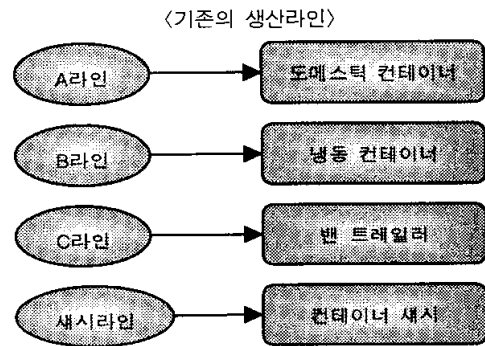 〈기존의 생산라인〉
A라인 도메스틱 컨테이너
B라인 냉동 컨테이너
C라인 밴 트레일러
섀시라인 컨테이너 섀시